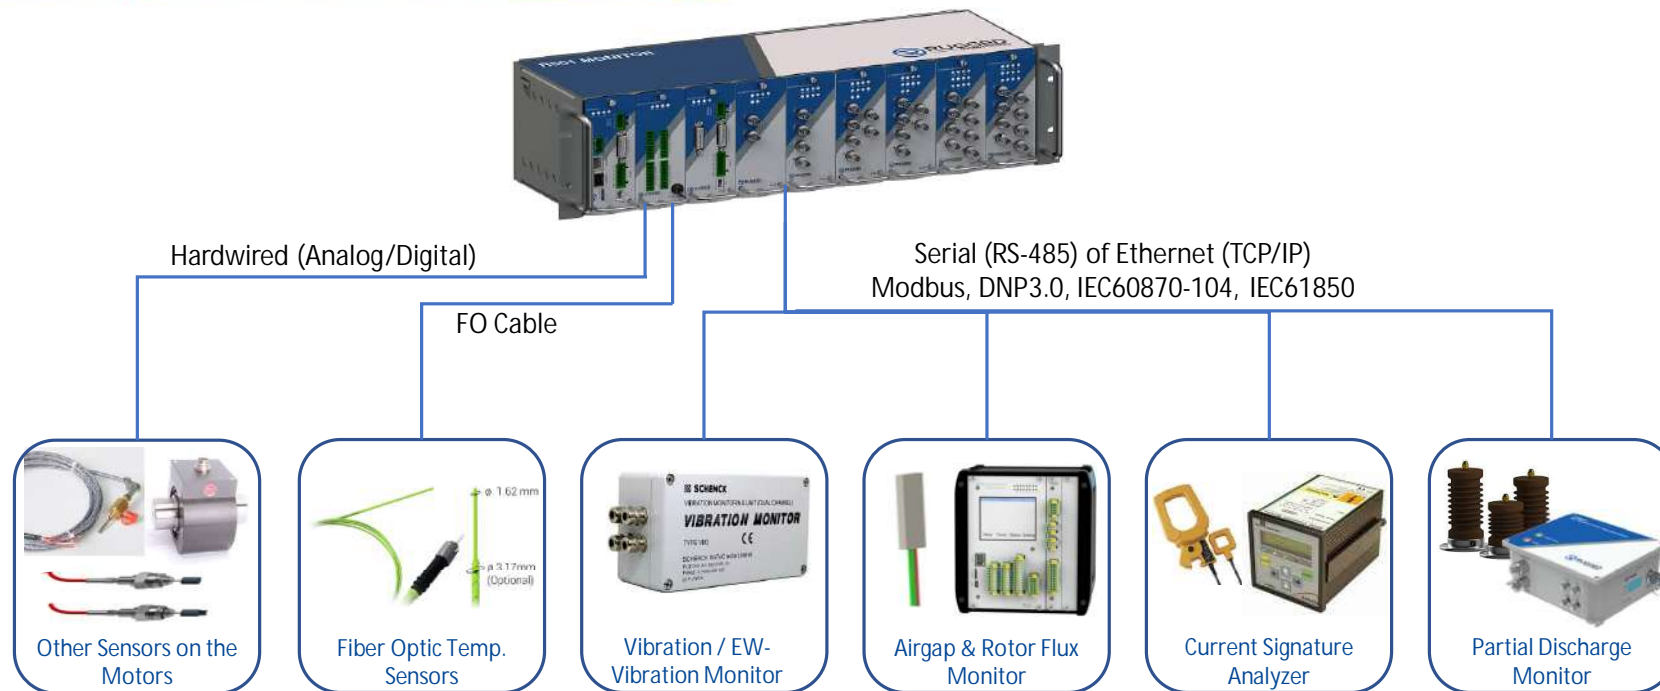 MONITOR
RUGGED
Hardwired (Analog/Digital)
Serial (RS-485) of Ethernet (TCP/IP)
Modbus, DNP3.0, IEC60870-104, IEC61850
FO Cable
ø 1.62 mm
ø 3.17mm
(Optional)
SCHENCK
VIBRATION MONITOR
CE
Other Sensors on the
Motors
Fiber Optic Temp.
Sensors
Vibration / EW-
Vibration Monitor
Airgap & Rotor Flux
Monitor
Current Signature
Analyzer
Partial Discharge
Monitor